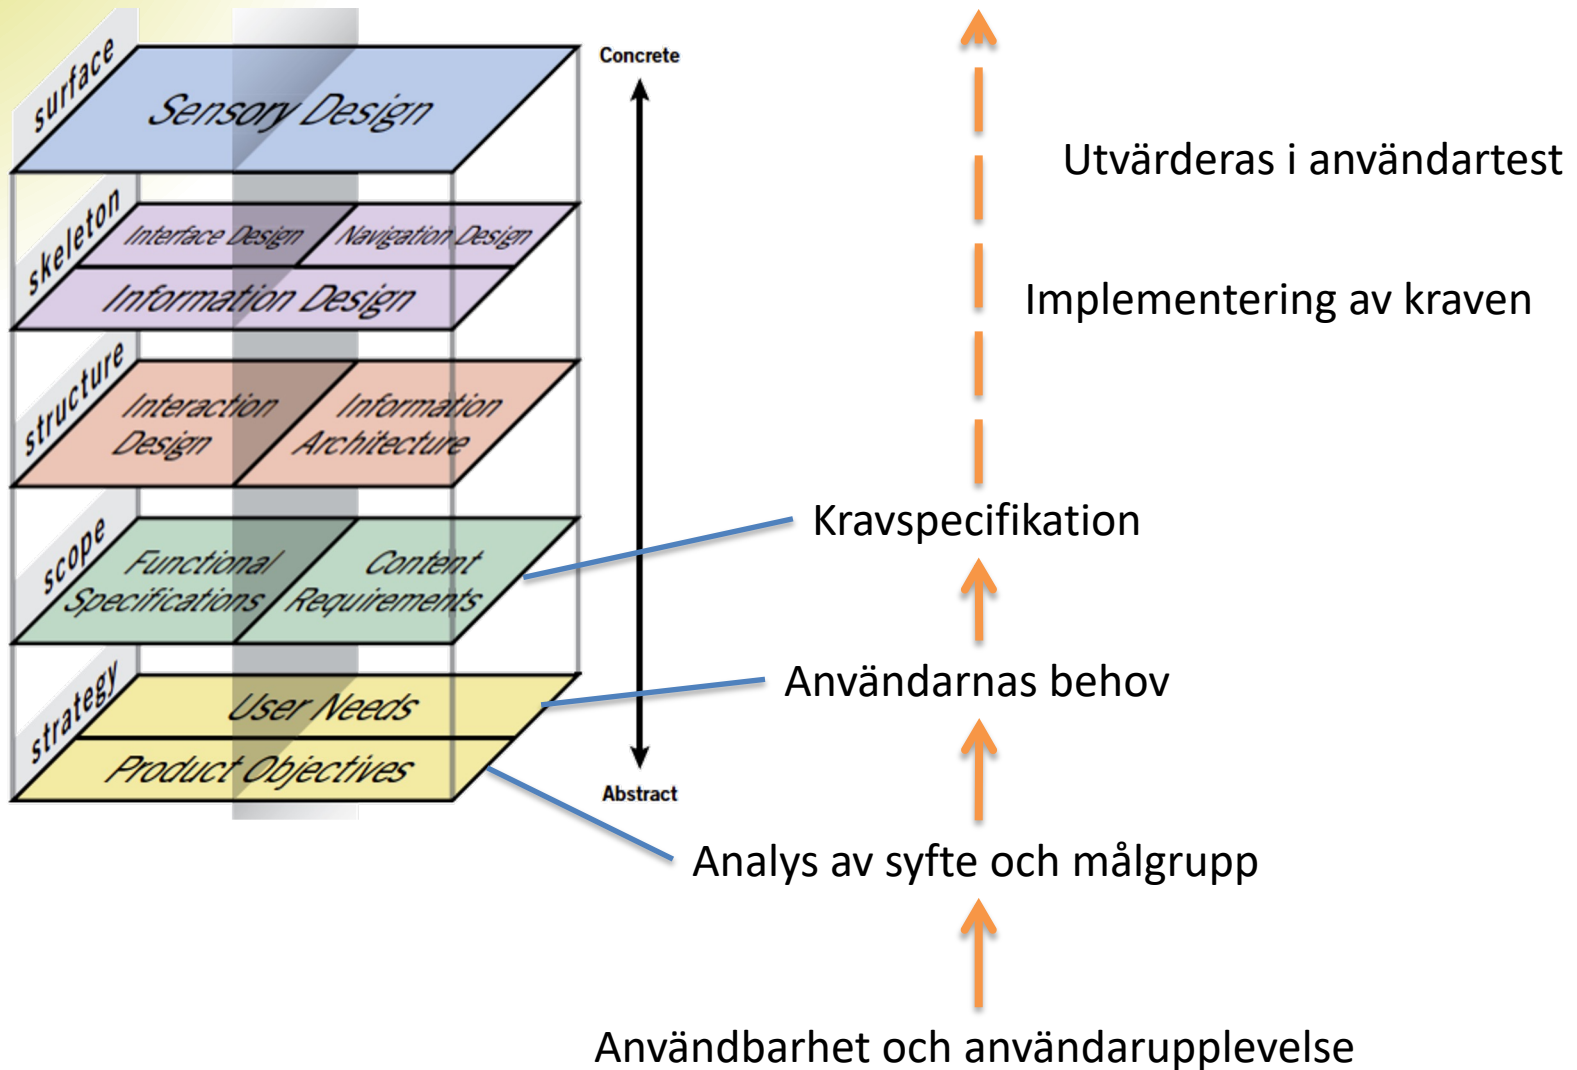 surface
Sensory Design
skeleton
Interface Design
Navigation Design
Information Design
structure
Interaction
Design
Information
Architecture
scope
Functional
Specifications
Content
Requirements
strategy
User Needs
Product Objectives
Concrete
Abstract
Utvärderas i användartest
Implementering av kraven
Kravspecifikation
Användarnas behov
Analys av syfte och målgrupp
Användbarhet och användarupplevelse